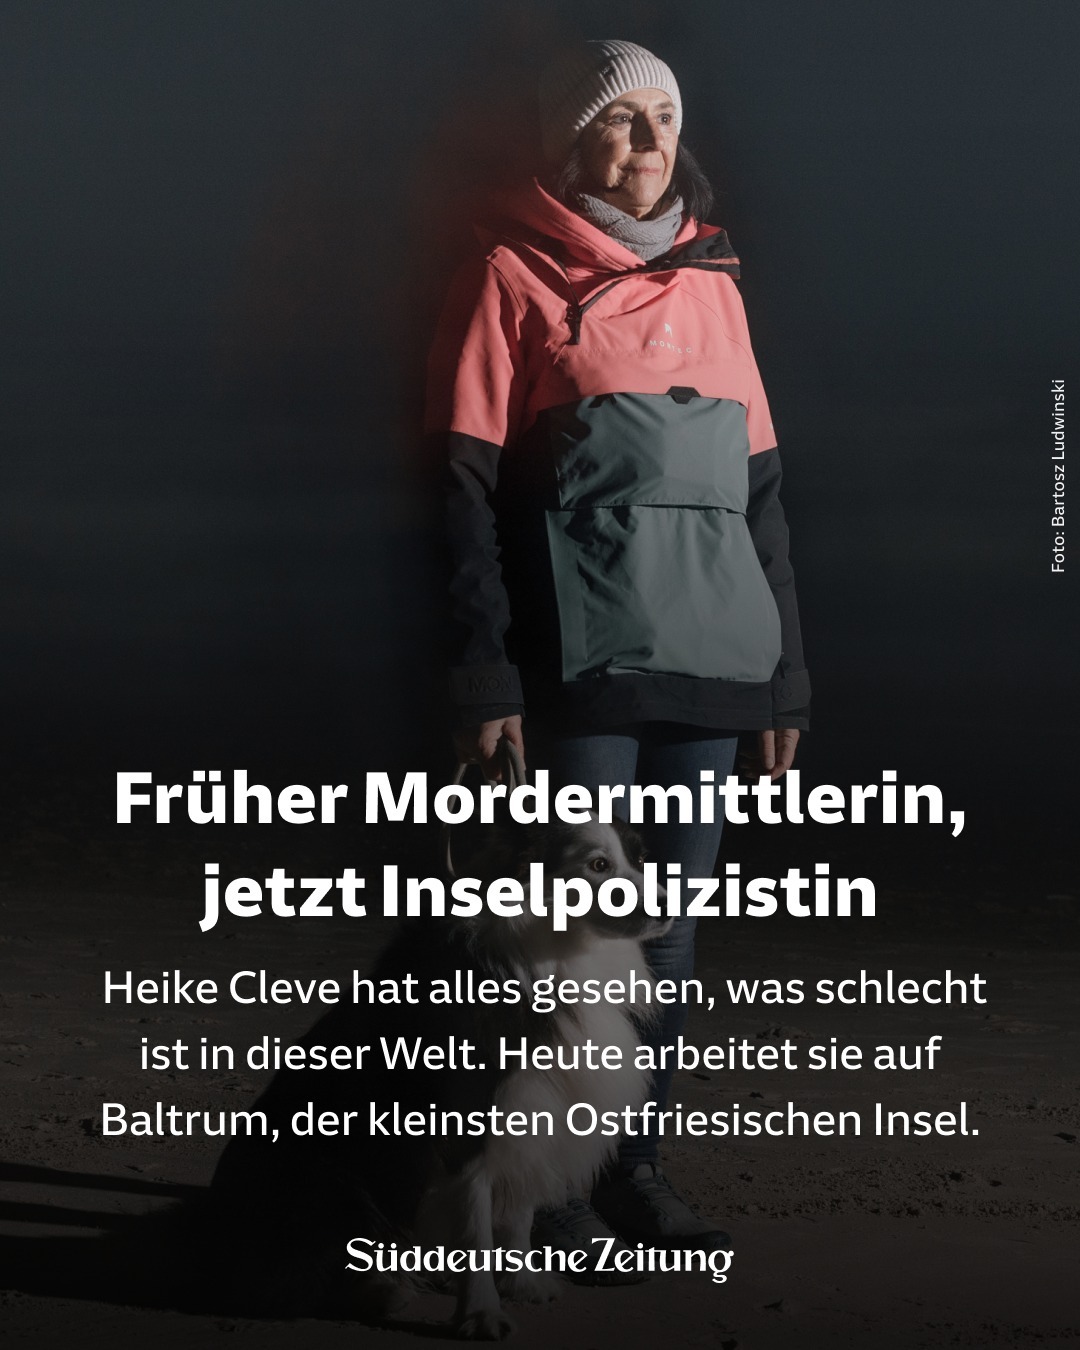 Foto: Bartosz Ludwinski
Früher Mordermittlerin,
jetzt Inselpolizistin
Heike Cleve hat alles gesehen, was schlecht
ist in dieser Welt. Heute arbeitet sie auf
Baltrum, der kleinsten Ostfriesischen Insel.
Süddeutsche Zeitung